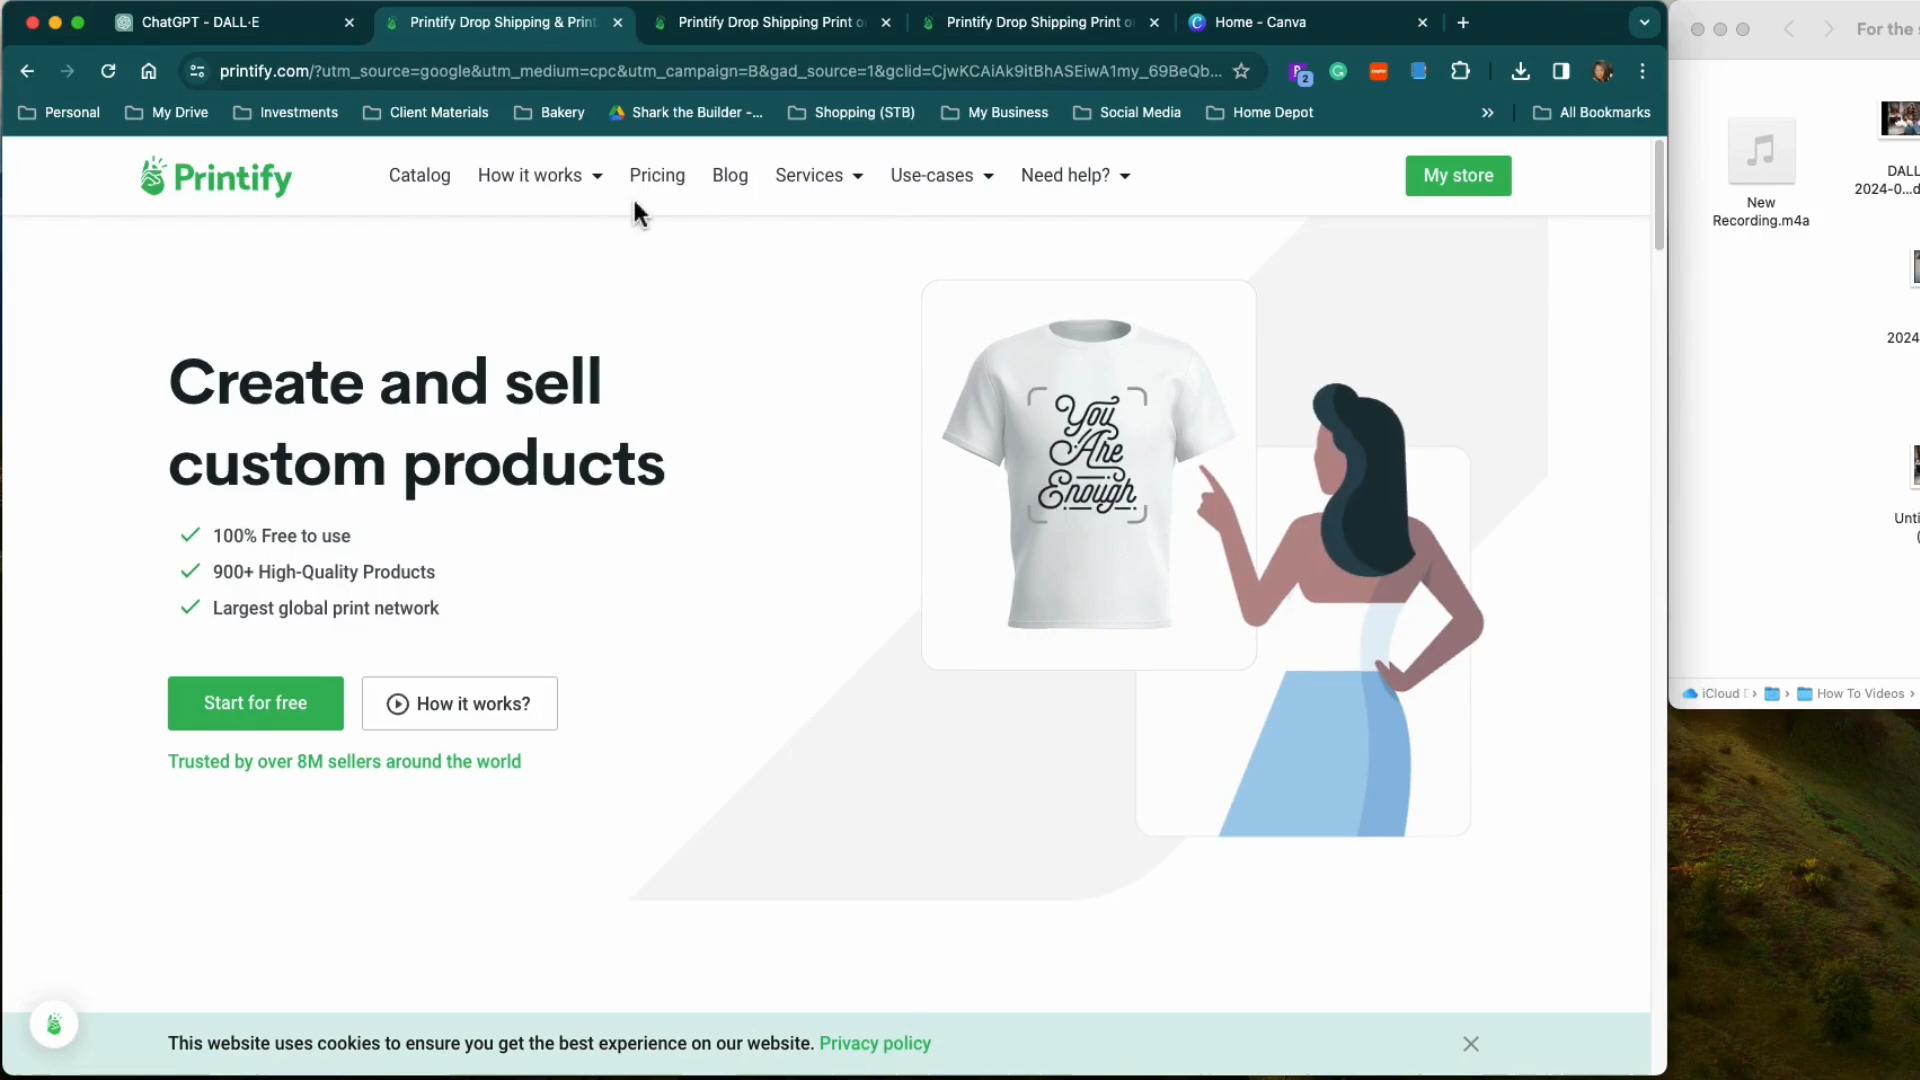 ChatGPT - DALL·E
Printify Drop Shipping & Print
Printify Drop Shipping Print o
Printify Drop Shipping Print o
Home - Canva
For the
printify.com/?utm_source=google&utm_medium=cpc&utm_campaign=B&gad_source=1&gclid=CjwKCAiAk9itBhASEiwA1my_69BeQb...
2
Personal
My Drive
Investments
Client Materials
Bakery
Shark the Builder -...
Shopping (STB)
My Business
Social Media
Home Depot
All Bookmarks
Printify
Catalog
How it works
Pricing
Blog
Services
Use-cases
Need help?
My store
Create and sell
custom products
100% Free to use
900+ High-Quality Products
Largest global print network
Start for free
How it works?
Trusted by over 8M sellers around the world
You
Are
Enough
This website uses cookies to ensure you get the best experience on our website. Privacy policy
New
Recording.m4a
DALL
2024-0...d
2024
Unti
iCloud
How To Videos